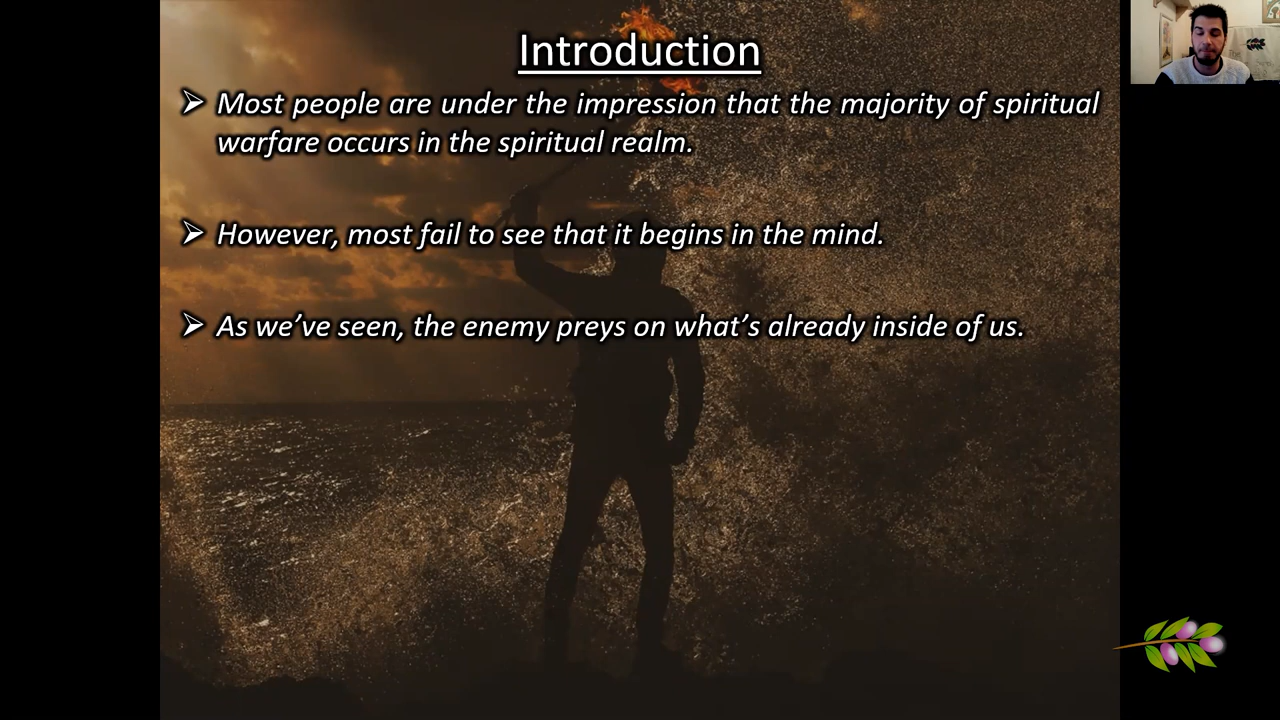 Introduction
➢ Most people are under the impression that the majority of spiritual
warfare occurs in the spiritual realm.
➢ However, most fail to see that it begins in the mind.
➢ As we’ve seen, the enemy preys on what’s already inside of us.